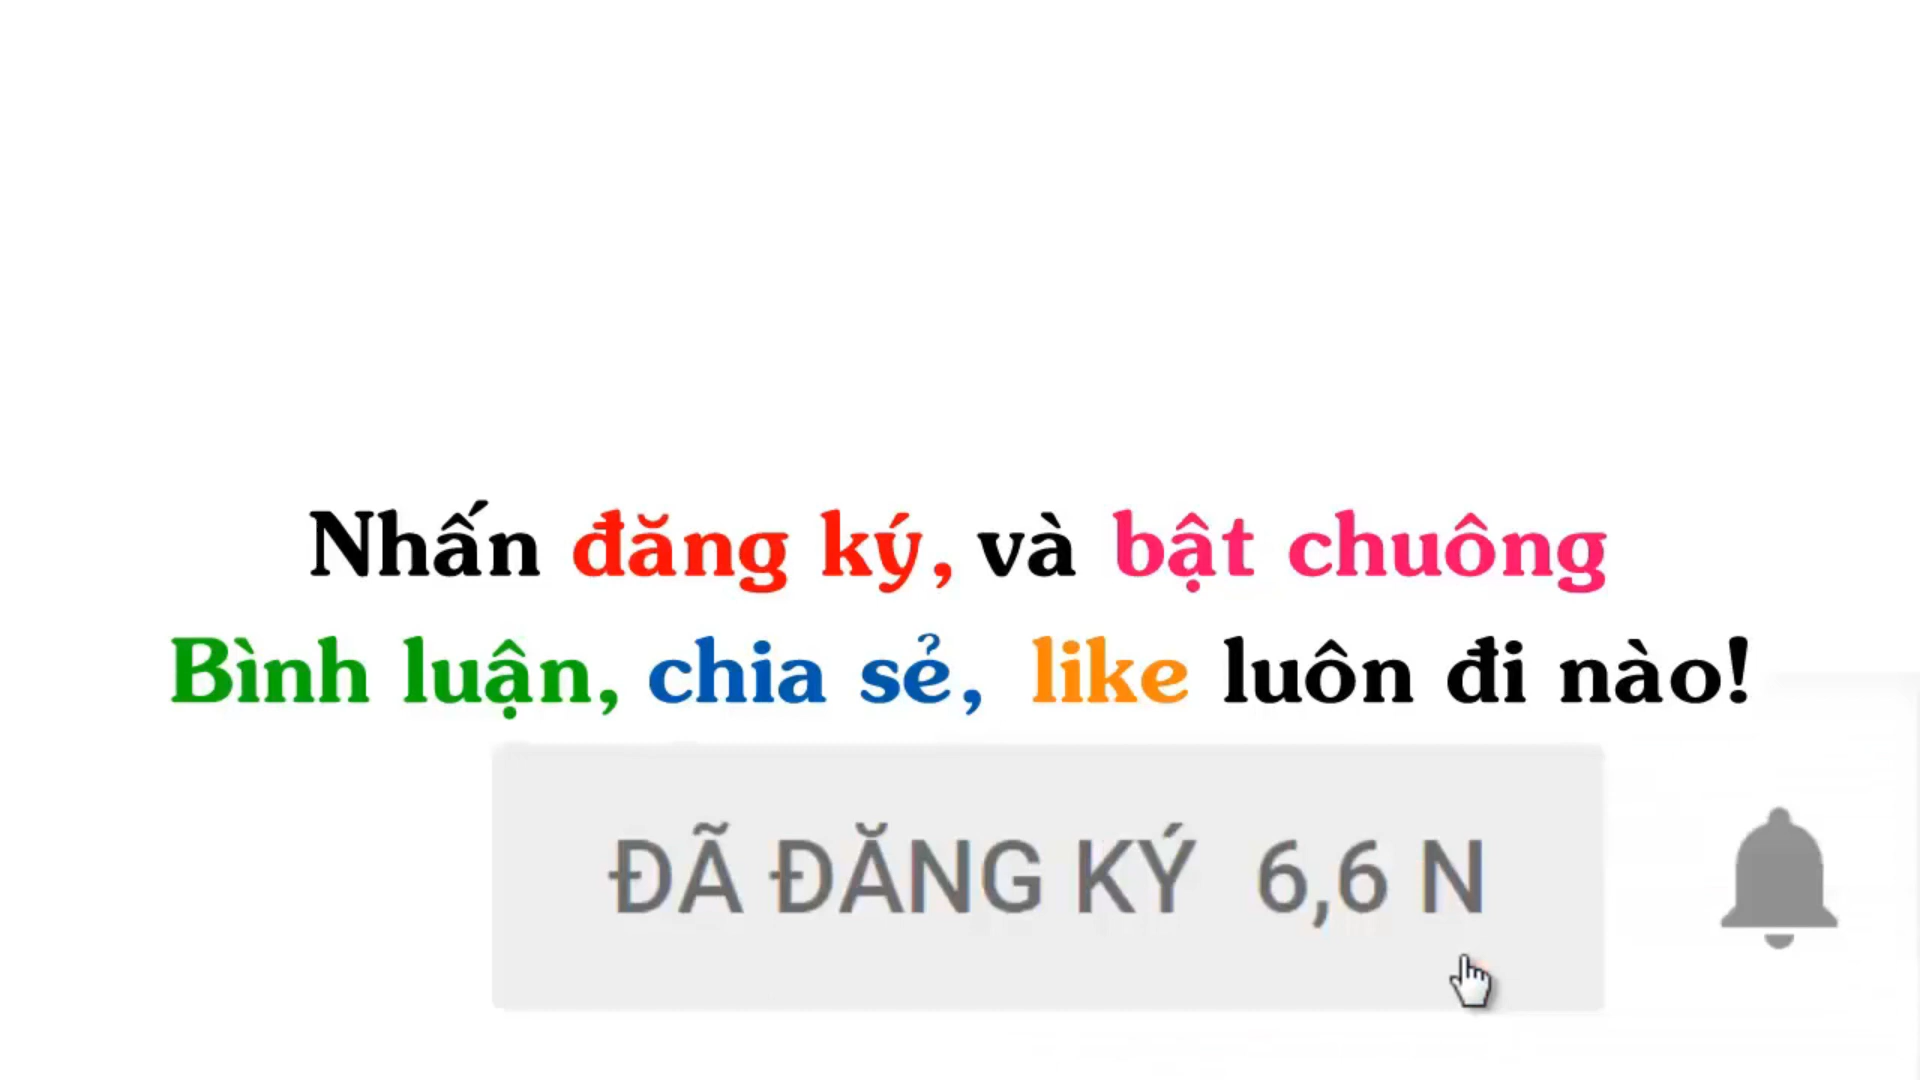 Nhấn đăng ký, và bật chuông
Bình luận, chia sẻ, like luôn đi nào!
ĐÃ ĐĂNG KÝ 6,6 N